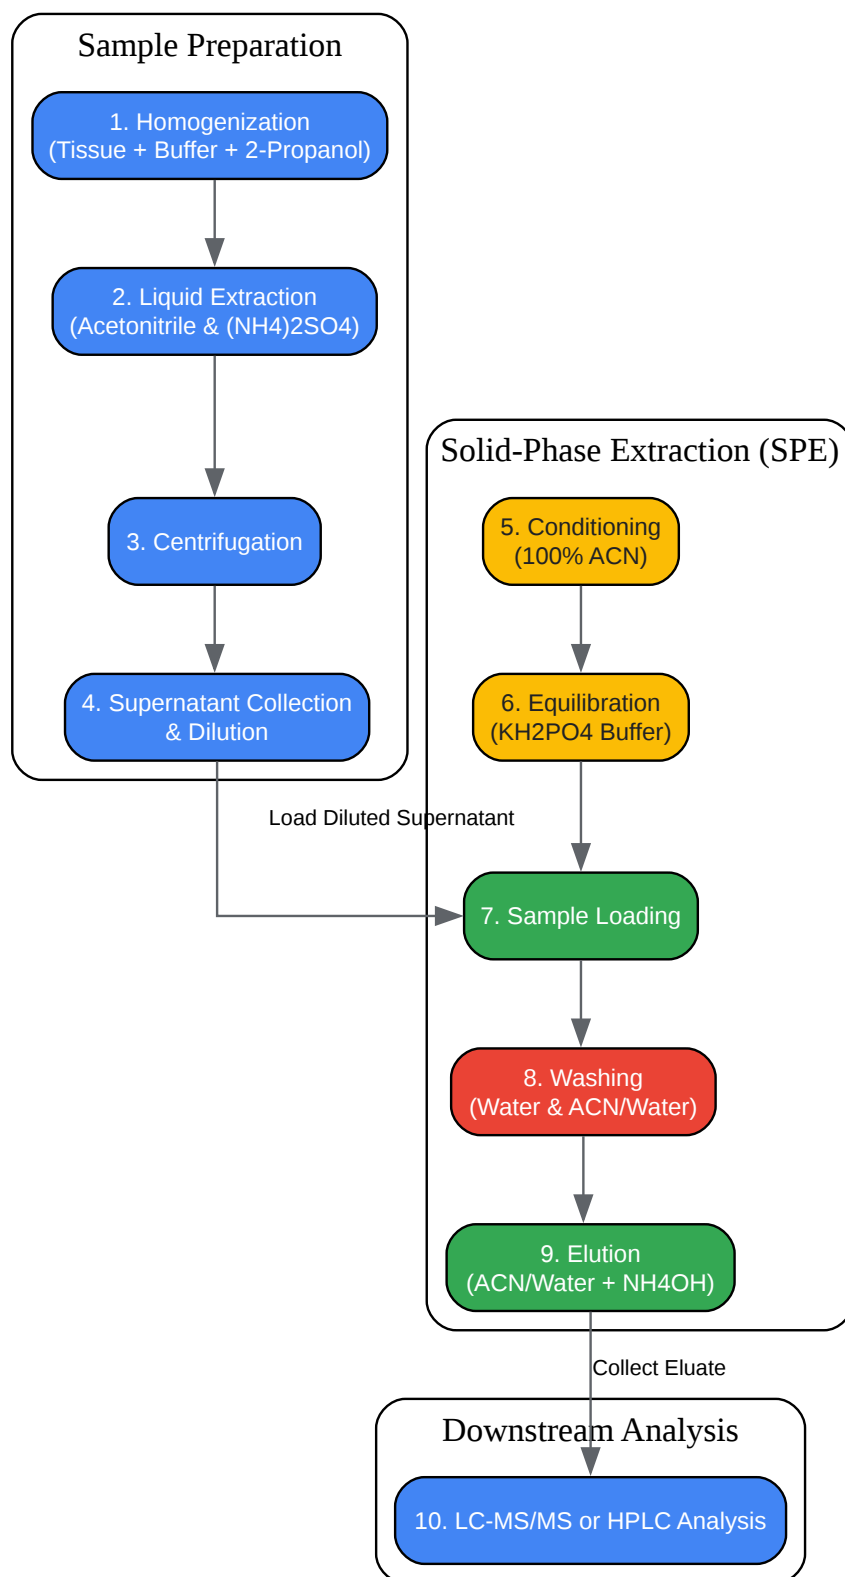 Sample Preparation
1. Homogenization
(Tissue + Buffer + 2-Propanol)
2. Liquid Extraction
(Acetonitrile & (NH4)2SO4)
3. Centrifugation
4. Supernatant Collection
& Dilution
Load Diluted Supernatant
Solid-Phase Extraction (SPE)
5. Conditioning
(100% ACN)
6. Equilibration
(KH2PO4 Buffer)
7. Sample Loading
8. Washing
(Water & ACN/Water)
9. Elution
(ACN/Water + NH4OH)
Collect Eluate
Downstream Analysis
10. LC-MS/MS or HPLC Analysis